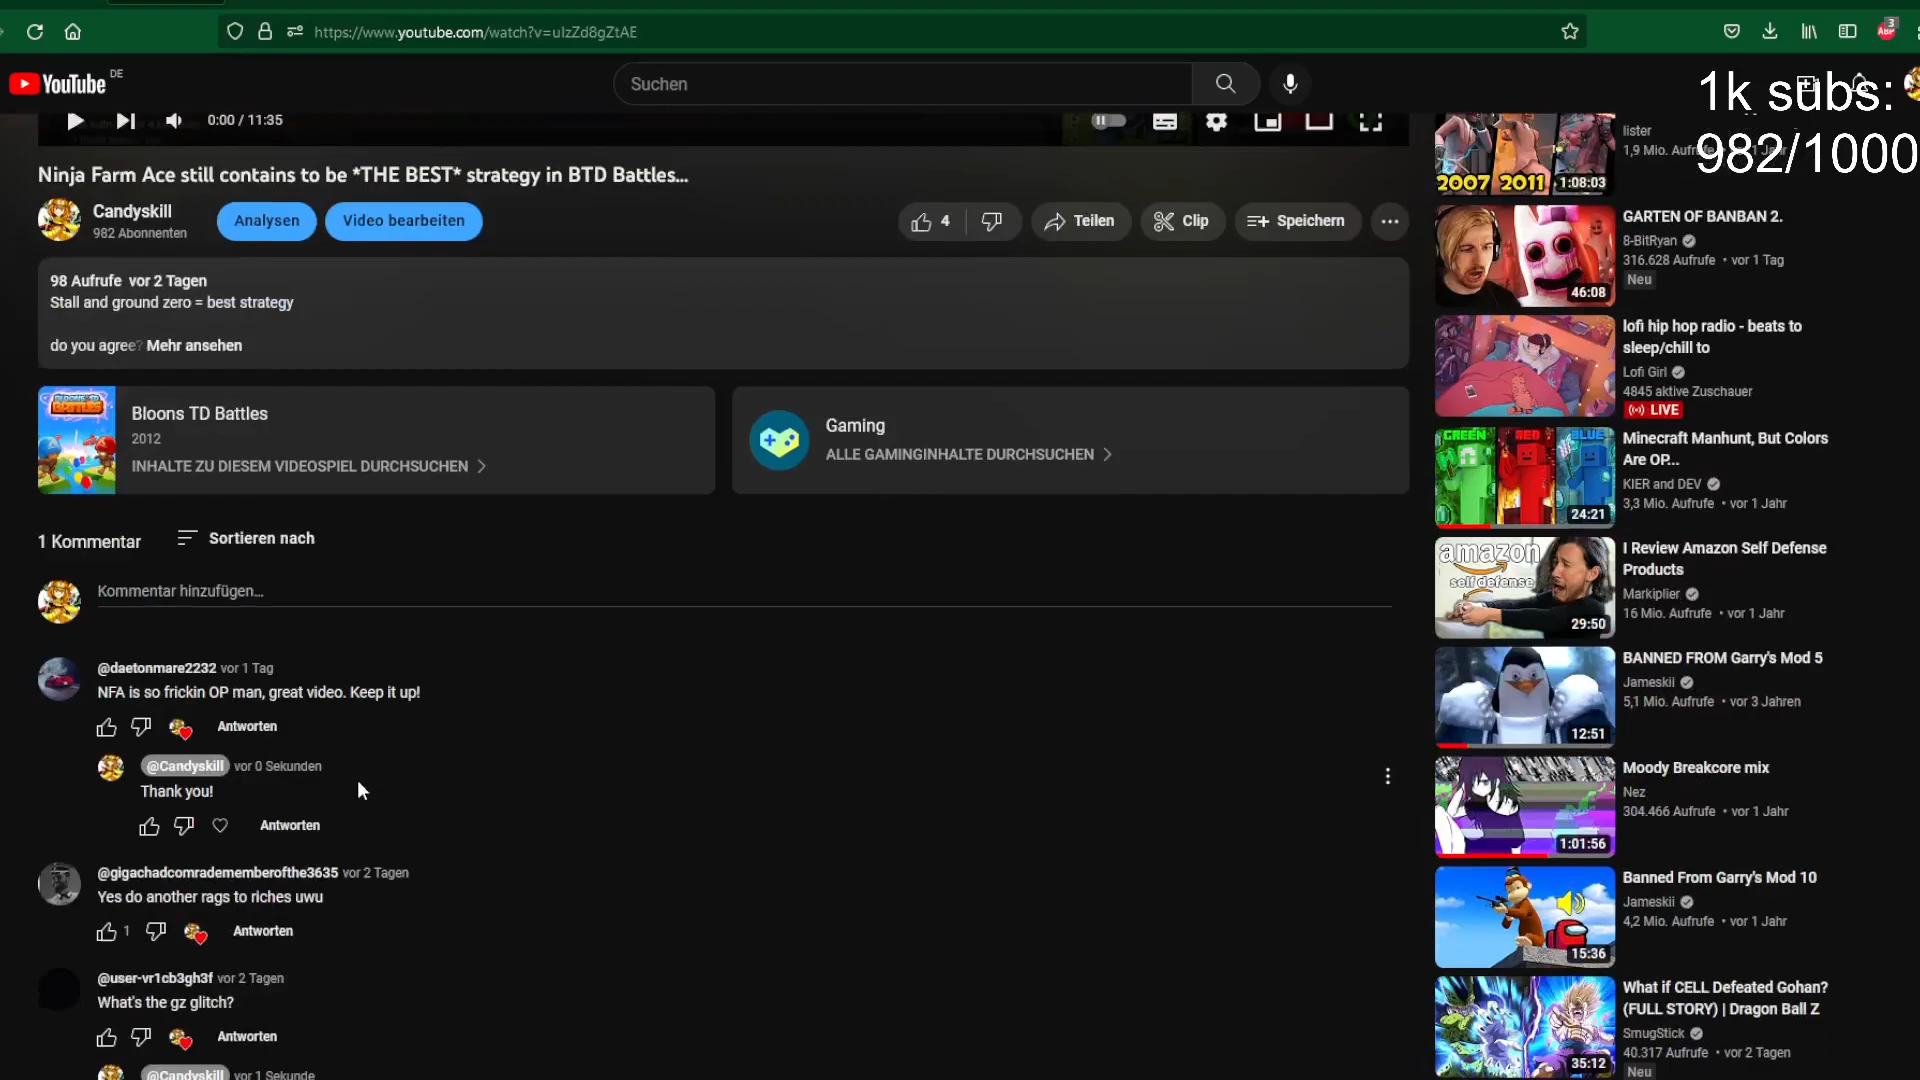 https://www.youtube.com/watch?v=uIzZd8gZtAE
3
ABP
YouTube DE
Suchen
1k subs:
982/1000
0:00 / 11:35
Ninja Farm Ace still contains to be *THE BEST* strategy in BTD Battles...
Candyskill
982 Abonnenten
Analysen
Video bearbeiten
4
Teilen
Clip
Speichern
98 Aufrufe vor 2 Tagen
Stall and ground zero = best strategy
do you agree? Mehr ansehen
BLOONS TD
BATTLES
Bloons TD Battles
2012
INHALTE ZU DIESEM VIDEOSPIEL DURCHSUCHEN
Gaming
ALLE GAMINGINHALTE DURCHSUCHEN
1 Kommentar
Sortieren nach
Kommentar hinzufügen...
@daetonmare2232 vor 1 Tag
NFA is so frickin OP man, great video. Keep it up!
Antworten
@Candyskill vor 0 Sekunden
Thank you!
Antworten
@gigachadcomradememberofthe3635 vor 2 Tagen
Yes do another rags to riches uwu
1
Antworten
@user-vr1cb3gh3f vor 2 Tagen
What's the gz glitch?
Antworten
@Candyskill vor 1 Sekunde
lister
1,9 Mio. Aufrufe
2007 2011
1:08:03
GARTEN OF BANBAN 2.
8-BitRyan
316.628 Aufrufe • vor 1 Tag
Neu
46:08
lofi hip hop radio - beats to
sleep/chill to
Lofi Girl
4845 aktive Zuschauer
LIVE
GREEN RED BLUE
24:21
Minecraft Manhunt, But Colors
Are OP...
KIER and DEV
3,3 Mio. Aufrufe • vor 1 Jahr
amazon
self defense
29:50
I Review Amazon Self Defense
Products
Markiplier
16 Mio. Aufrufe • vor 1 Jahr
12:51
BANNED FROM Garry's Mod 5
Jameskii
5,1 Mio. Aufrufe • vor 3 Jahren
1:01:56
Moody Breakcore mix
Nez
304.466 Aufrufe • vor 1 Jahr
15:36
Banned From Garry's Mod 10
Jameskii
4,2 Mio. Aufrufe • vor 1 Jahr
35:12
What if CELL Defeated Gohan?
(FULL STORY) | Dragon Ball Z
SmugStick
40.317 Aufrufe • vor 2 Tagen
Neu